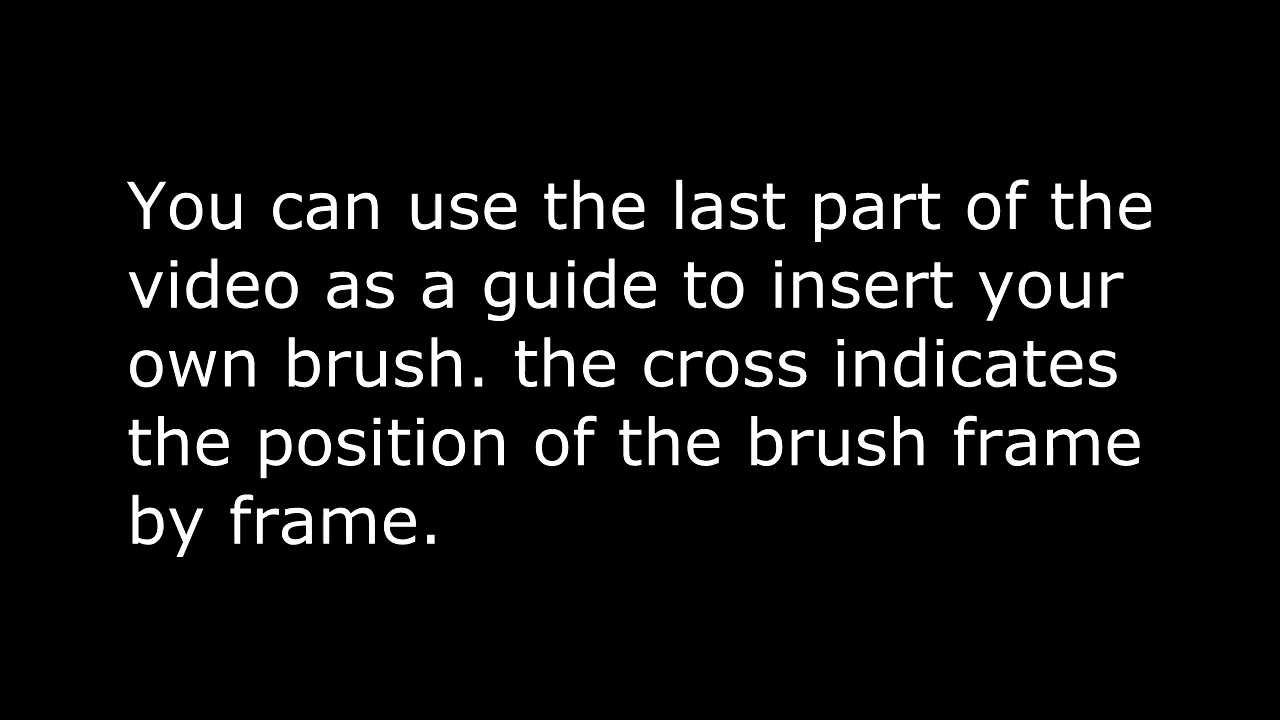 You can use the last part of the
video as a guide to insert your
own brush. the cross indicates
the position of the brush frame
by frame.